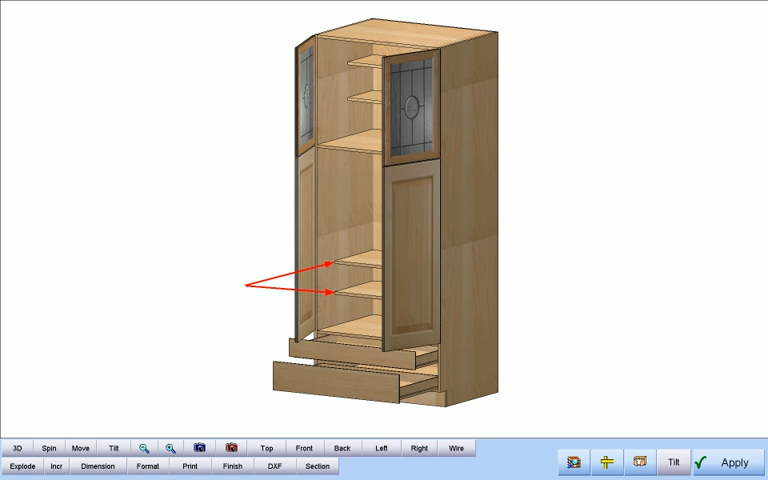 3D Spin Move Tilt Top Front Back Left Right Wire
Explode Incr Dimension Format Print Finish DXF Section
Tilt Apply